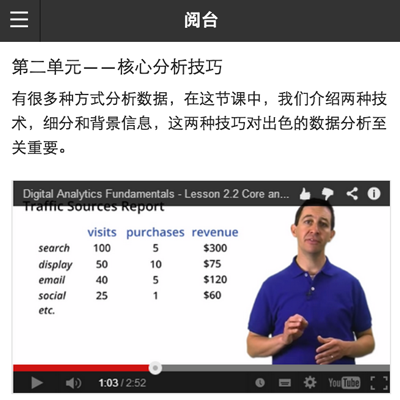 阅台
第二单元——核心分析技巧
有很多种方式分析数据，在这节课中，我们介绍两种技
术，细分和背景信息，这两种技巧对出色的数据分析至
关重要。
Digital Analytics Fundamentals - Lesson 2.2 Core an...
Traffic Sources Report
visits purchases revenue
search 100 5 $300
display 50 10 $75
email 40 5 $120
social 25 1 $60
etc.
1:03 / 2:52 YouTube